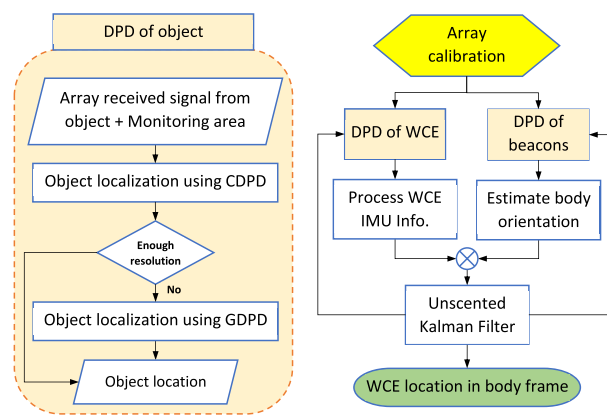 DPD of object
Array received signal from
object + Monitoring area
Object localization using CDPD
Enough
resolution
No
Object localization using GDPD
Object location
Array
calibration
DPD of WCE
DPD of
beacons
Process WCE
IMU Info.
Estimate body
orientation
Unscented
Kalman Filter
WCE location in body frame